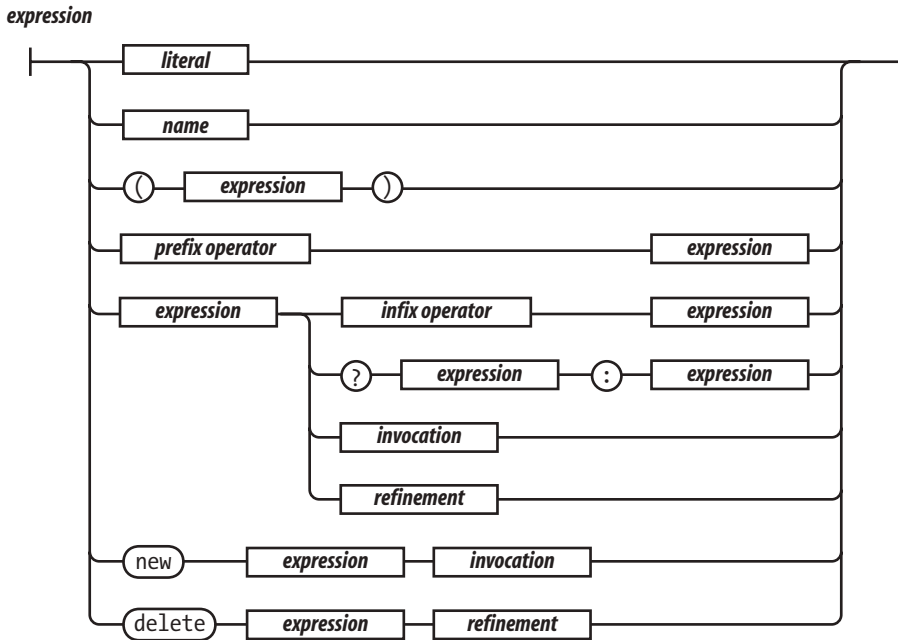 expression
literal
name
( expression )
prefix operator expression
expression infix operator expression
? expression : expression
invocation
refinement
new expression invocation
delete expression refinement